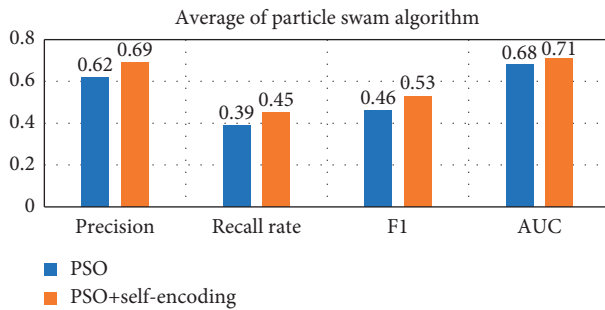 Average of particle swam algorithm
0.8
0.6
0.4
0.2
0
0.62 0.69
0.39 0.45
0.46 0.53
0.68 0.71
Precision Recall rate F1 AUC
PSO
PSO+self-encoding